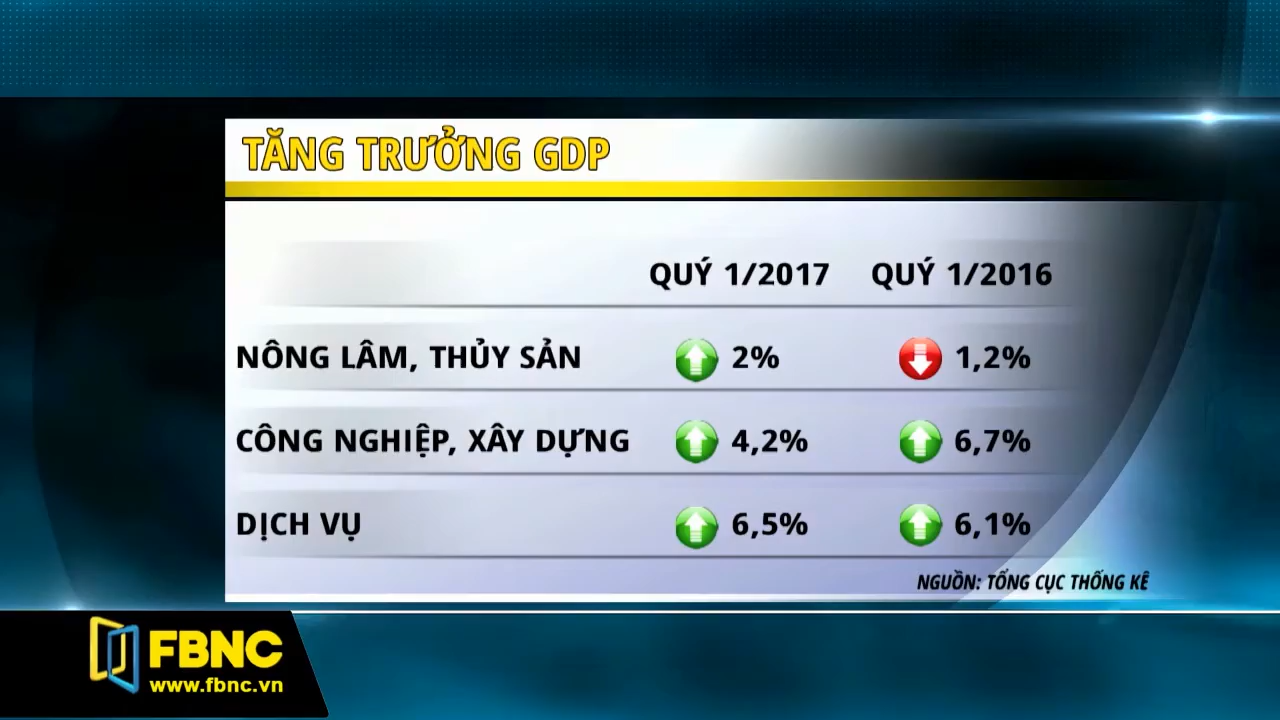 TĂNG TRƯỞNG GDP
QUÝ 1/2017 QUÝ 1/2016
NÔNG LÂM, THỦY SẢN 2% 1,2%
CÔNG NGHIỆP, XÂY DỰNG 4,2% 6,7%
DỊCH VỤ 6,5% 6,1%
NGUỒN: TỔNG CỤC THỐNG KÊ
FBNC
www.fbnc.vn